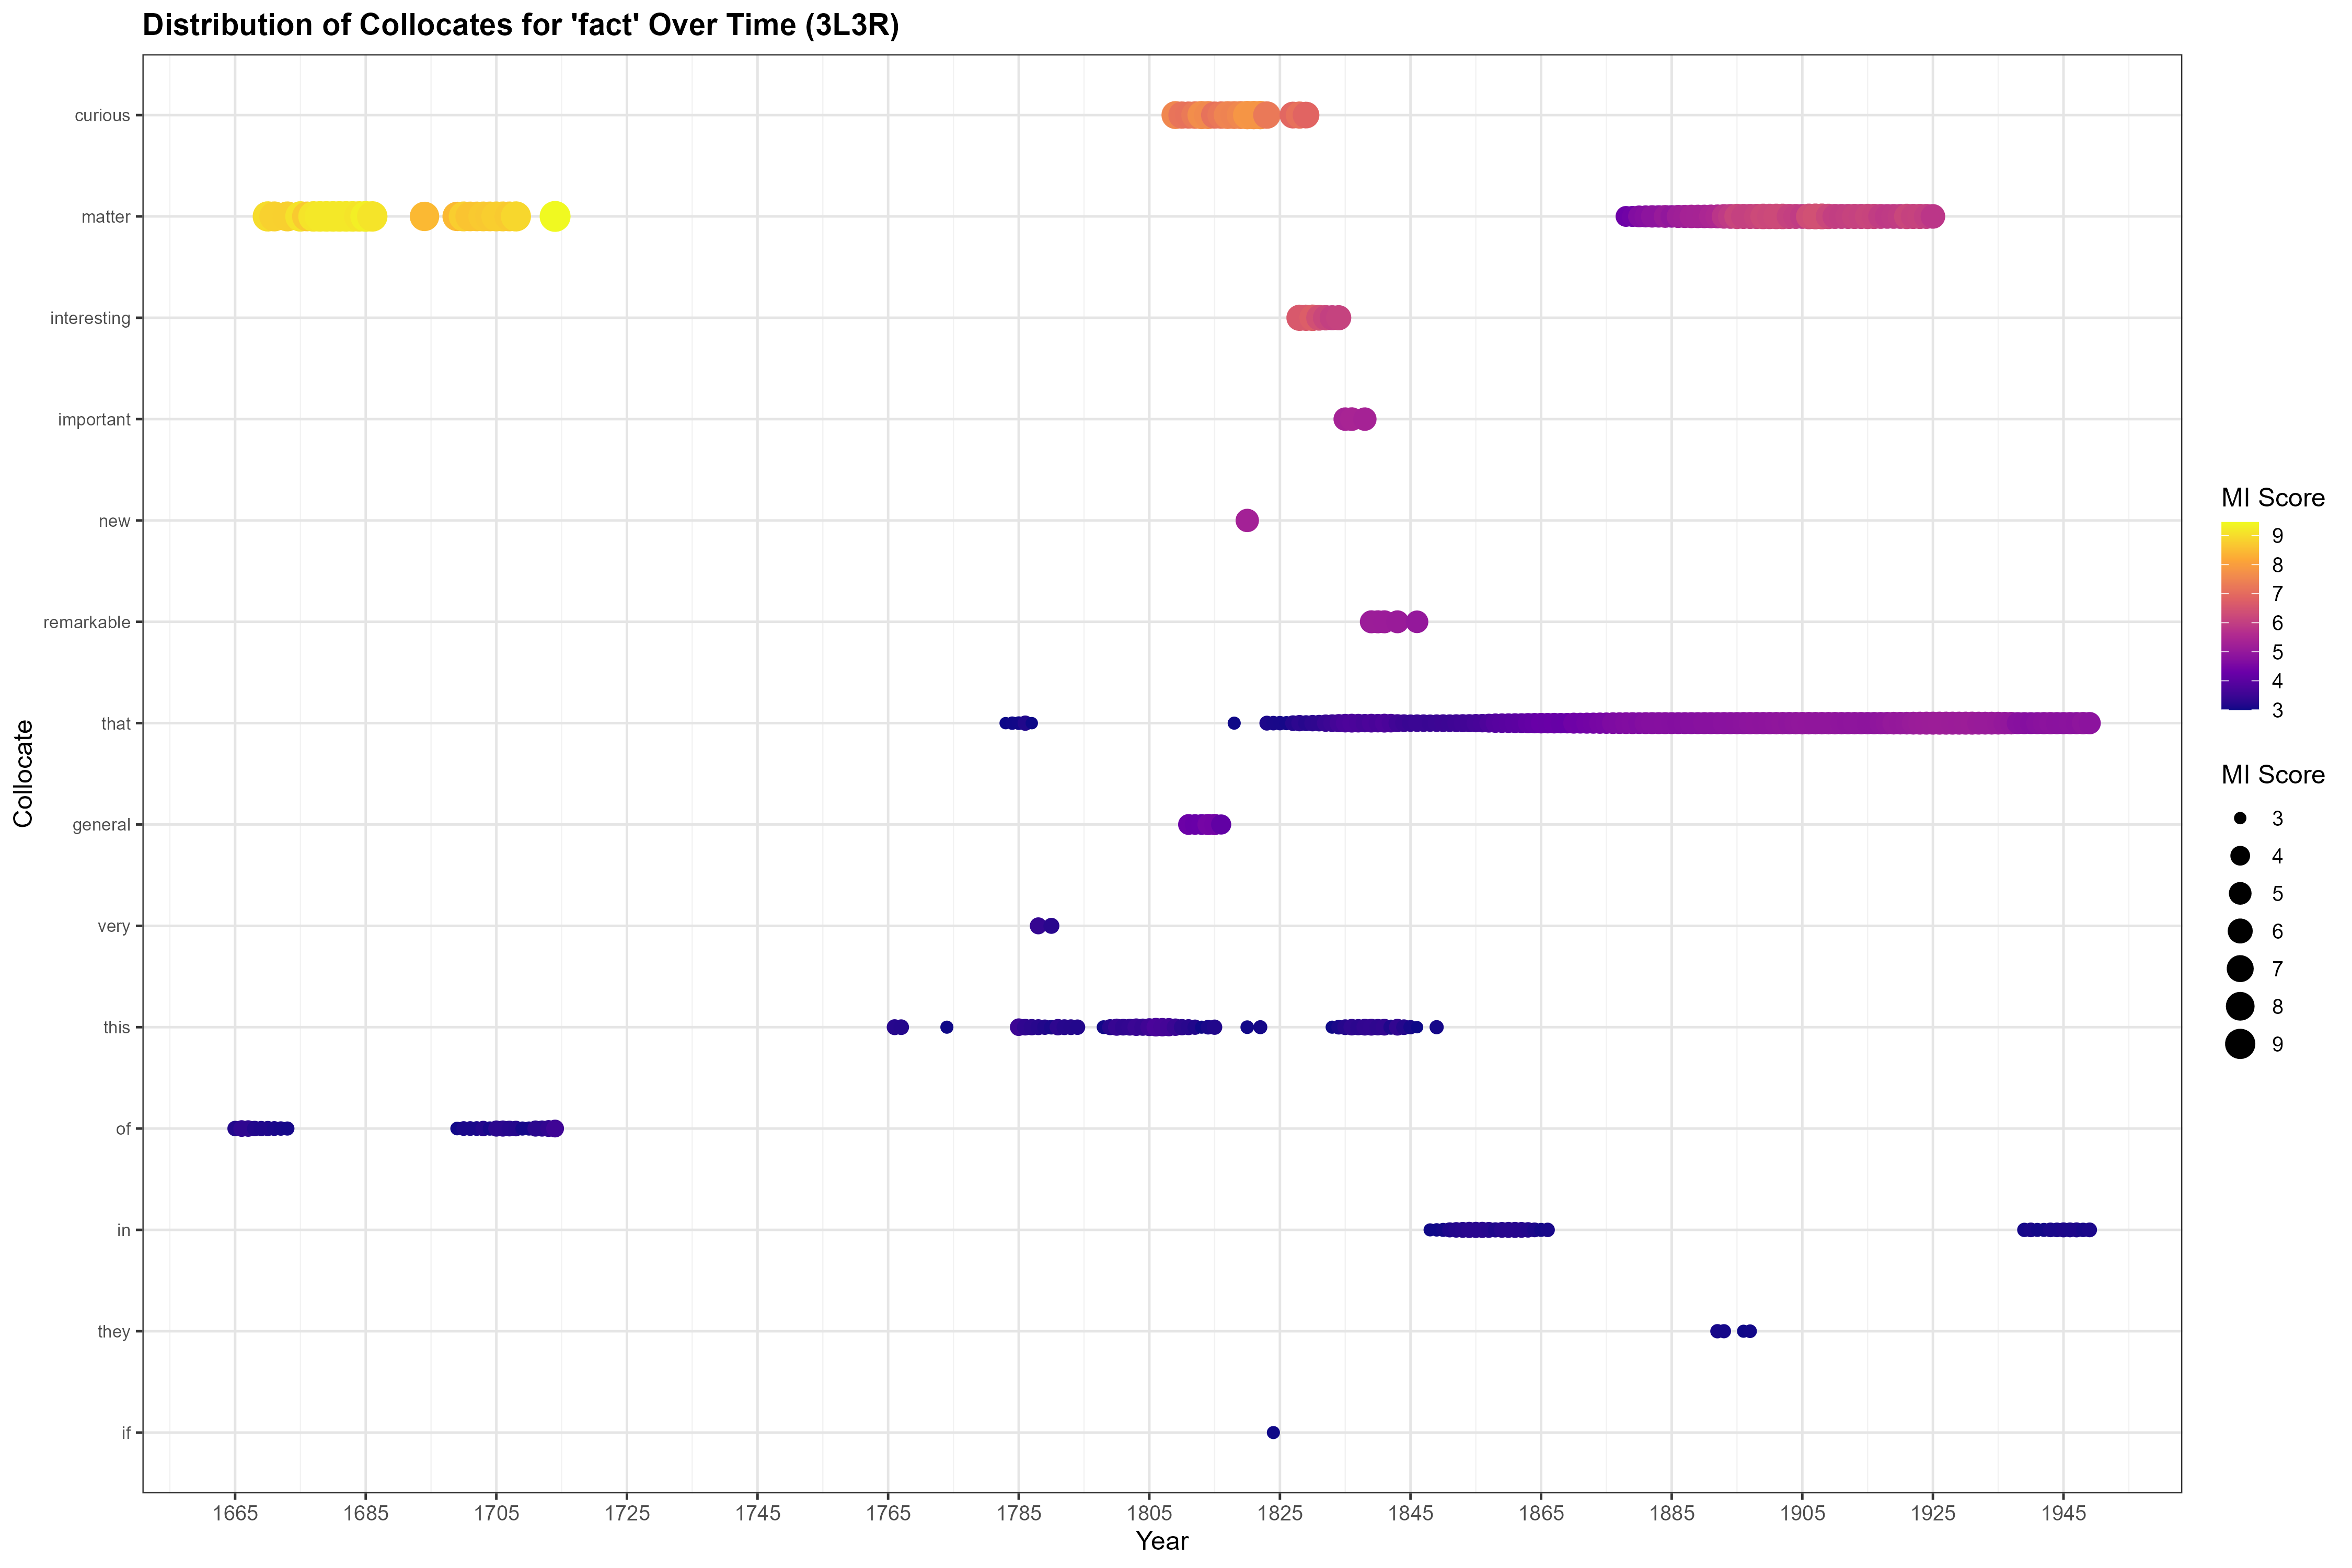 Distribution of Collocates for 'fact' Over Time (3L3R)
Collocate
curious
matter
interesting
important
new
remarkable
that
general
very
this
of
in
they
if
1665 1685 1705 1725 1745 1765 1785 1805 1825 1845 1865 1885 1905 1925 1945
Year
MI Score
9
8
7
6
5
4
3
MI Score
3
4
5
6
7
8
9